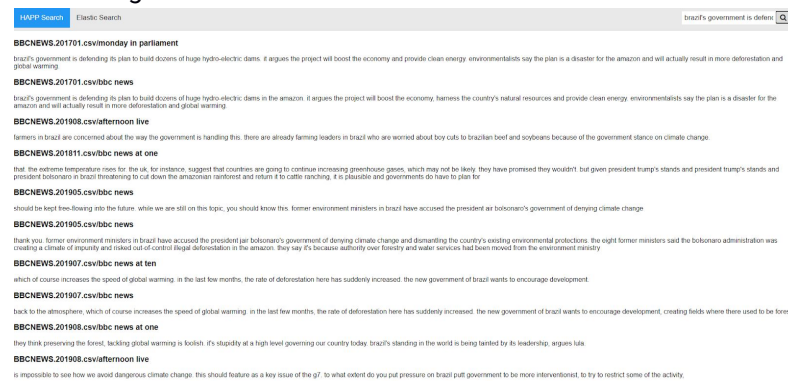 HAPP Search Elastic Search brazil's government is defenc
BBCNEWS.201701.csv/monday in parliament
brazil's government is defending its plan to build dozens of huge hydro-electric dams. it argues the project will boost the economy and provide clean energy. environmentalists say the plan is a disaster for the amazon and will actually result in more deforestation and
global warming.
BBCNEWS.201701.csv/bbc news
brazil's government is defending its plan to build dozens of huge hydro-electric dams in the amazon. it argues the project will boost the economy, harness the country's natural resources and provide clean energy. environmentalists say the plan is a disaster for the
amazon and will actually result in more deforestation and global warming.
BBCNEWS.201908.csv/afternoon live
farmers in brazil are concerned about the way the government is handling this. there are already farming leaders in brazil who are worried about boy cuts to brazilian beef and soybeans because of the government stance on climate change.
BBCNEWS.201811.csv/bbc news at one
that. the extreme temperature rises for. the uk, for instance, suggest that countries are going to continue increasing greenhouse gases, which may not be likely. they have promised they wouldn't. but given president trump's stands and president trump's stands and
president bolsonaro in brazil threatening to cut down the amazonian rainforest and return it to cattle ranching, it is plausible and governments do have to plan for
BBCNEWS.201905.csv/bbc news
should be kept free-flowing into the future. while we are still on this topic, you should know this. former environment ministers in brazil have accused the president air bolsonaro's government of denying climate change
BBCNEWS.201905.csv/bbc news
thank you. former environment ministers in brazil have accused the president jair bolsonaro's government of denying climate change and dismantling the country's existing environmental protections. the eight former ministers said the bolsonaro administration was
creating a climate of impunity and risked out-of-control illegal deforestation in the amazon. they say it's because authority over forestry and water services had been moved from the environment ministry
BBCNEWS.201907.csv/bbc news at ten
which of course increases the speed of global warming. in the last few months, the rate of deforestation here has suddenly increased. the new government of brazil wants to encourage development.
BBCNEWS.201907.csv/bbc news
back to the atmosphere, which of course increases the speed of global warming. in the last few months, the rate of deforestation here has suddenly increased. the new government of brazil wants to encourage development, creating fields where there used to be fores
BBCNEWS.201908.csv/bbc news at one
they think preserving the forest, tackling global warming is foolish. it's stupidity at a high level governing our country today. brazil's standing in the world is being tainted by its leadership, argues lula.
BBCNEWS.201908.csv/afternoon live
is impossible to see how we avoid dangerous climate change. this should feature as a key issue of the g7. to what extent do you put pressure on brazil putt government to be more interventionist, to try to restrict some of the activity.